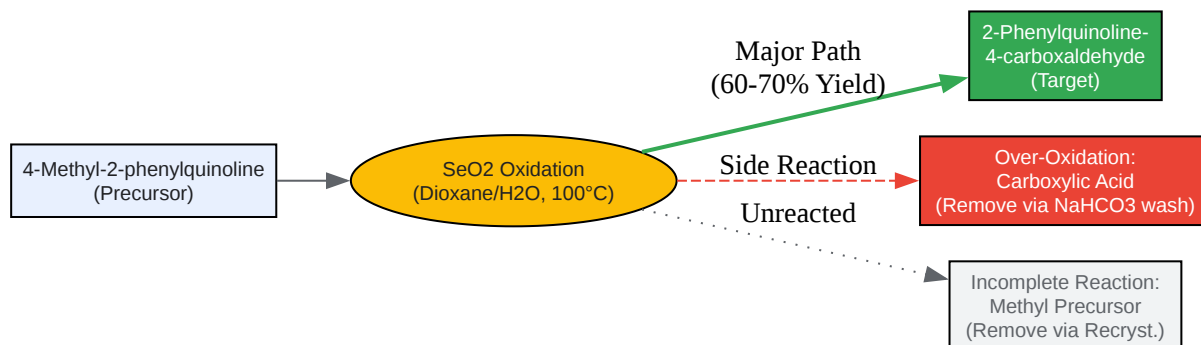 4-Methyl-2-phenylquinoline
(Precursor)
SeO2 Oxidation
(Dioxane/H2O, 100°C)
Major Path
(60-70% Yield)
2-Phenylquinoline-
4-carboxaldehyde
(Target)
Side Reaction
Over-Oxidation:
Carboxylic Acid
(Remove via NaHCO3 wash)
Unreacted
Incomplete Reaction:
Methyl Precursor
(Remove via Recryst.)